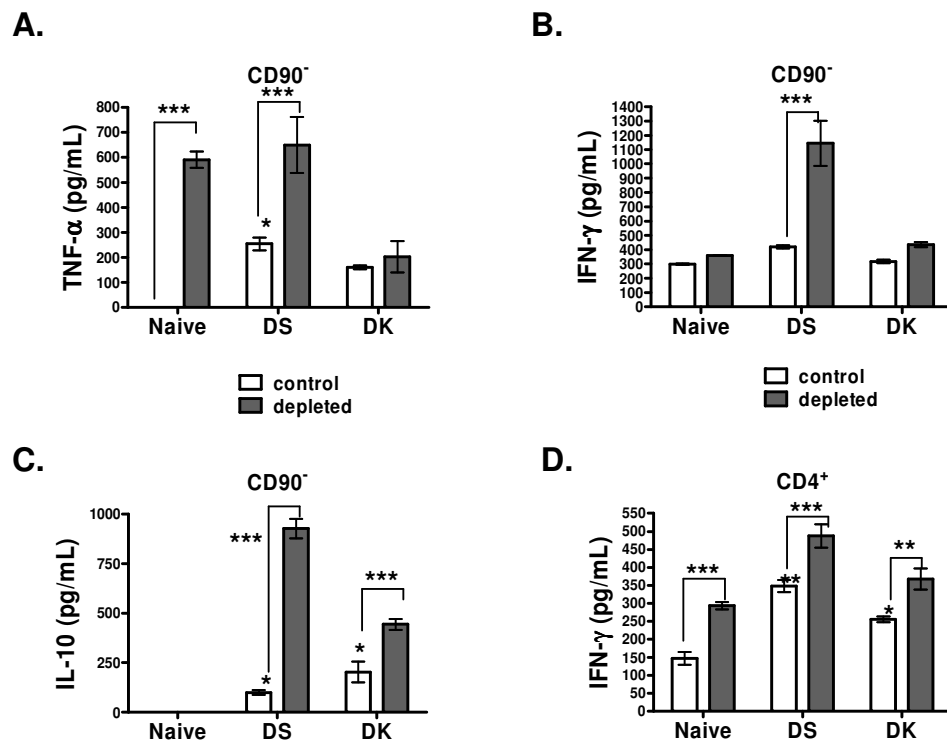 A.
CD90⁻
***
***
*
TNF-α (pg/mL)
800
700
600
500
400
300
200
100
0
Naive DS DK
B.
CD90⁻
***
IFN-γ (pg/mL)
1400
1300
1200
1100
1000
900
800
700
600
500
400
300
200
100
0
Naive DS DK
control
depleted
control
depleted
C.
CD90⁻
***
***
*
*
IL-10 (pg/mL)
1000
750
500
250
0
Naive DS DK
D.
CD4⁺
***
***
**
**
*
IFN-γ (pg/mL)
550
500
450
400
350
300
250
200
150
100
50
0
Naive DS DK